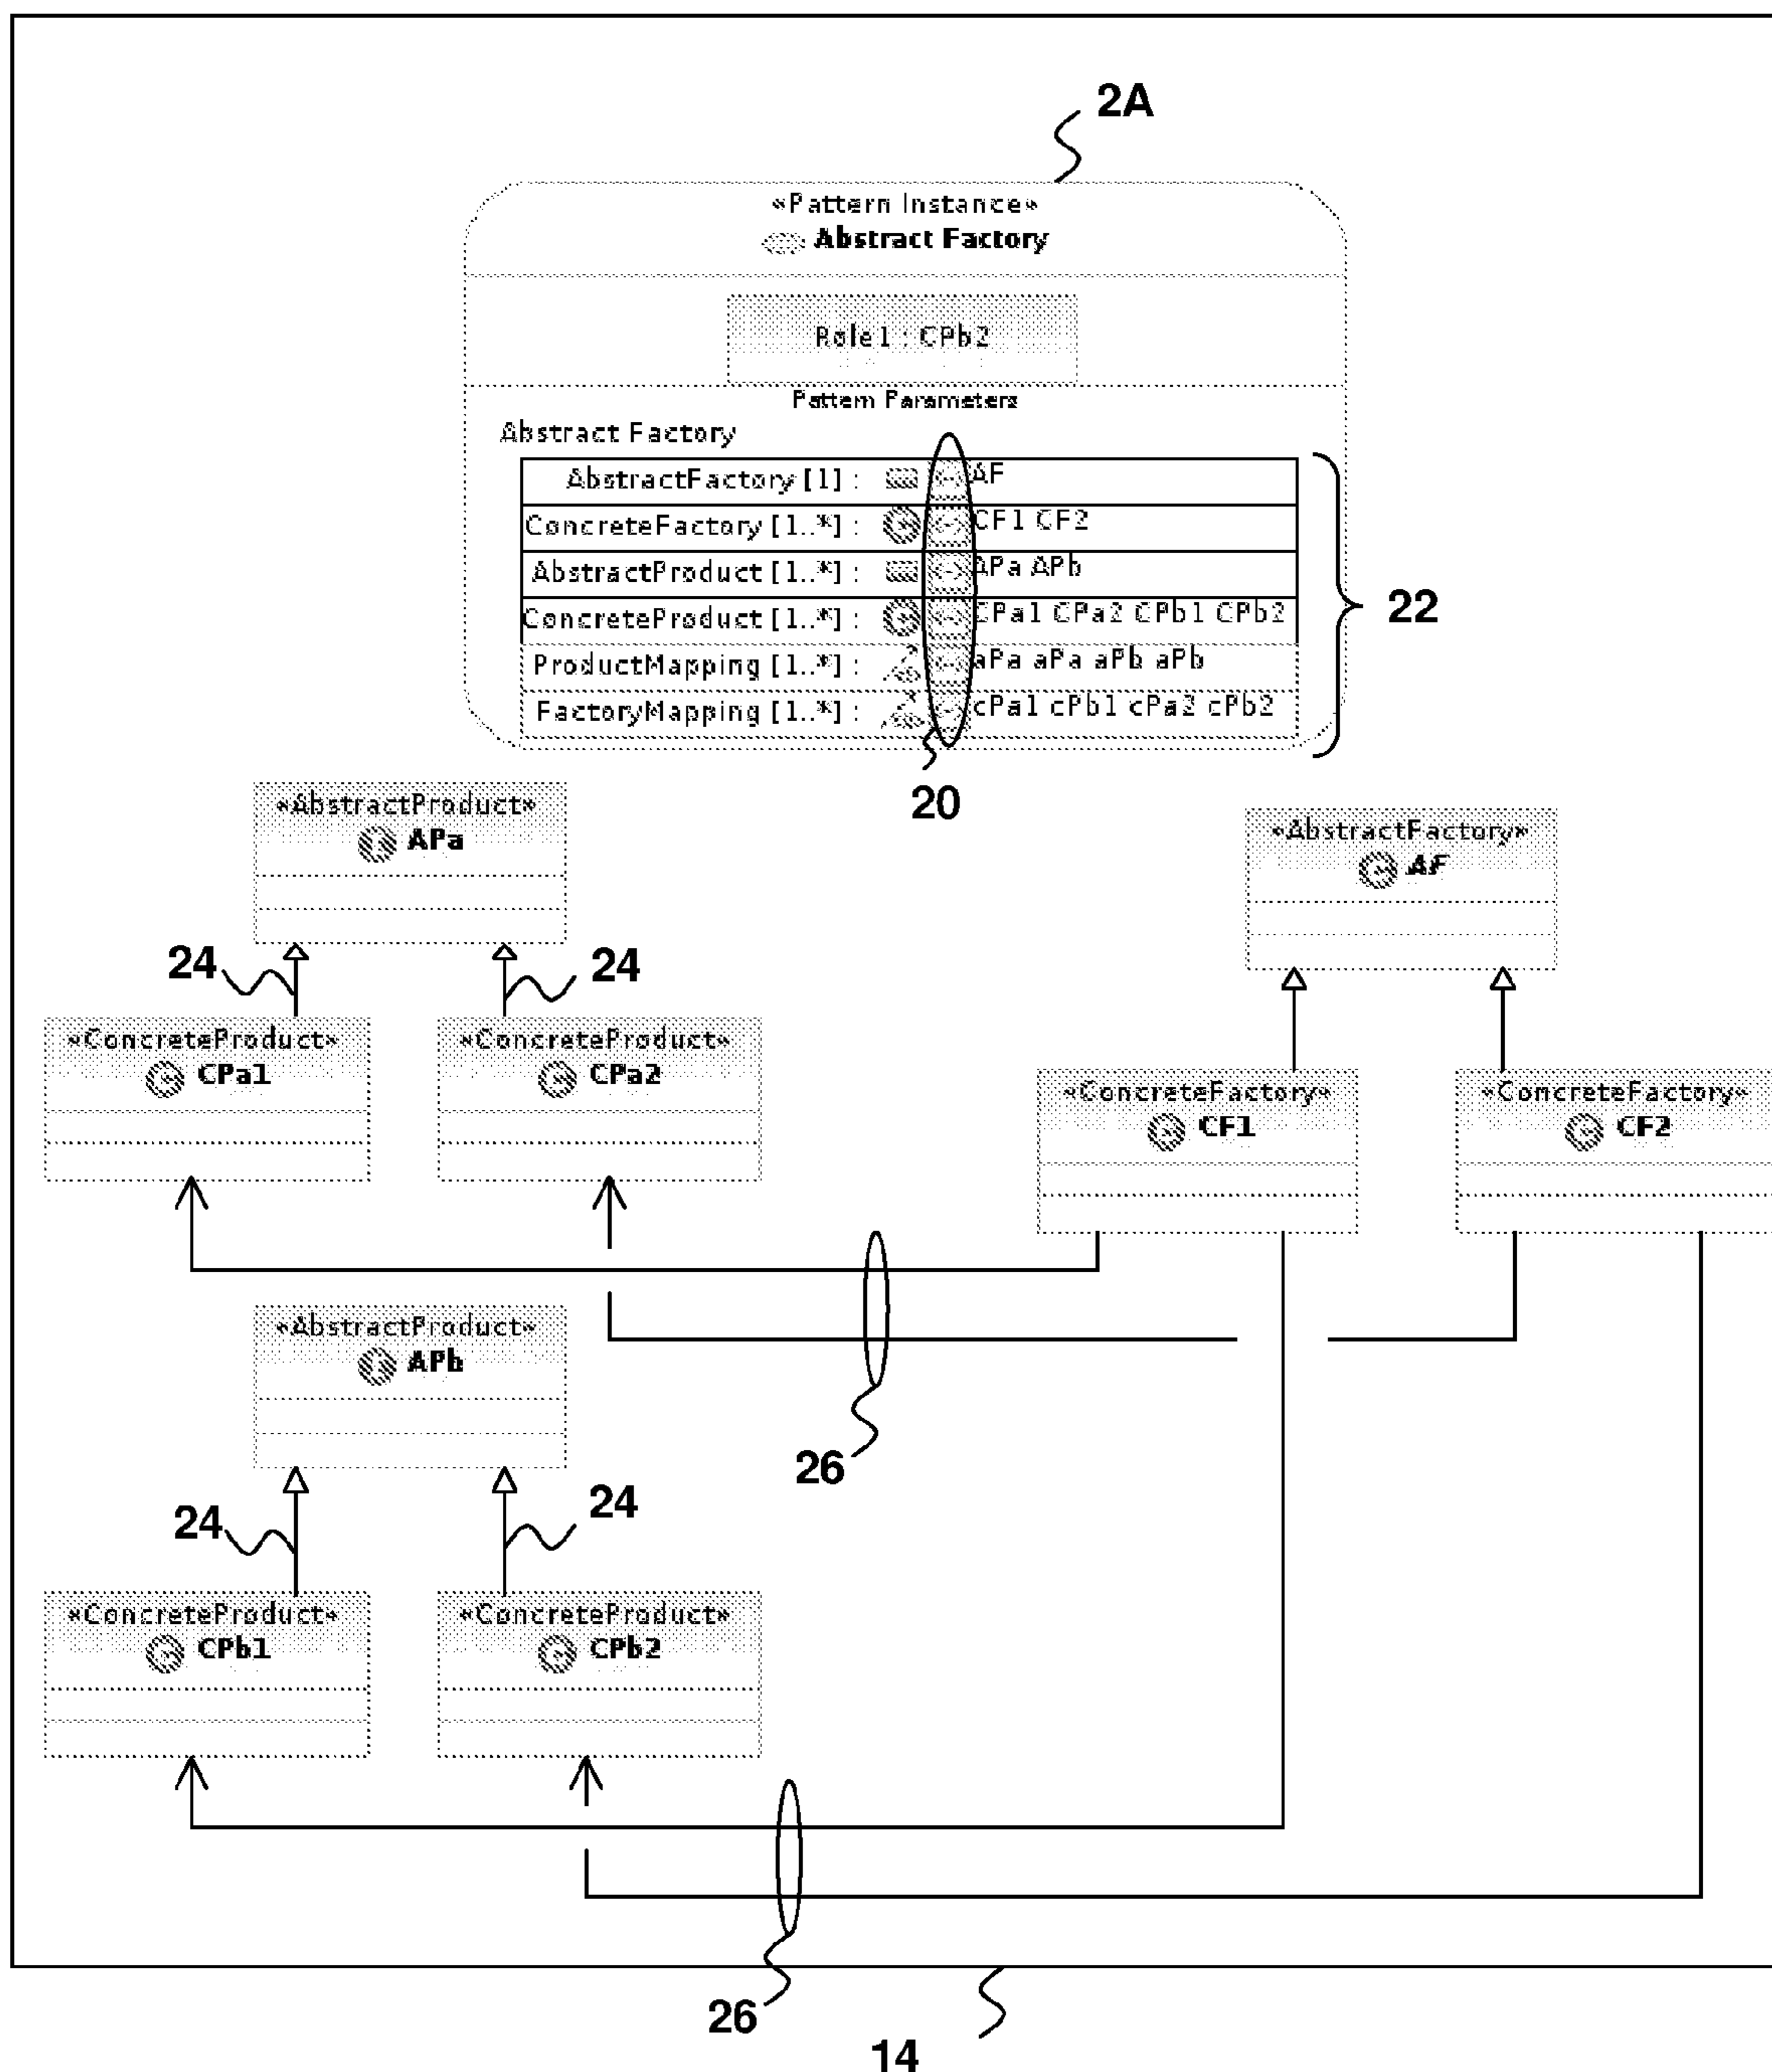 2A
«Pattern Instance»
Abstract Factory
Role1 : CPb2
Pattern Parameters
Abstract Factory
AbstractFactory [1] : AF
ConcreteFactory [1..*] : CF1 CF2
AbstractProduct [1..*] : APa APb
ConcreteProduct [1..*] : CPa1 CPa2 CPb1 CPb2
ProductMapping [1..*] : aPa aPa aPb aPb
FactoryMapping [1..*] : cPa1 cPb1 cPa2 cPb2
22
20
«AbstractProduct»
APa
«AbstractFactory»
AF
24
24
«ConcreteProduct»
CPa1
«ConcreteProduct»
CPa2
«ConcreteFactory»
CF1
«ConcreteFactory»
CF2
«AbstractProduct»
APb
26
24
24
«ConcreteProduct»
CPb1
«ConcreteProduct»
CPb2
26
14